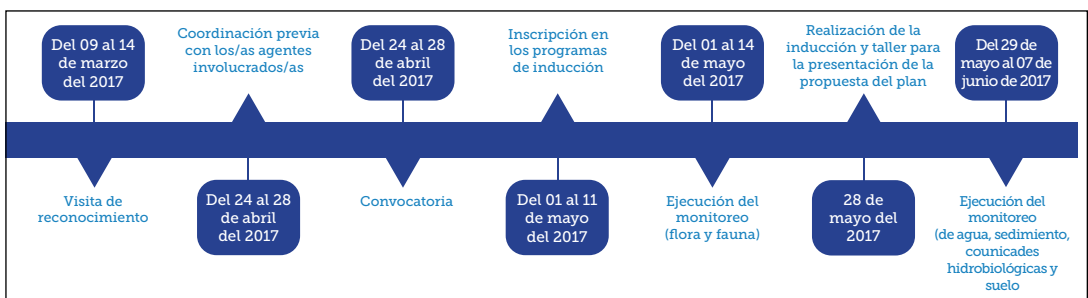 Del 09 al 14
de marzo
del 2017
Visita de
reconocimiento
Coordinación previa
con los/as agentes
involucrados/as
Del 24 al 28
de abril
del 2017
Del 24 al 28
de abril
del 2017
Convocatoria
Inscripción en
los programas
de inducción
Del 01 al 11
de mayo
del 2017
Del 01 al 14
de mayo
del 2017
Ejecución del
monitoreo
(flora y fauna)
Realización de la
inducción y taller para
la presentación de la
propuesta del plan
28 de
mayo del
2017
Del 29 de
mayo al 07 de
junio de 2017
Ejecución del
monitoreo
(de agua, sedimiento,
counicades
hidrobiológicas y
suelo